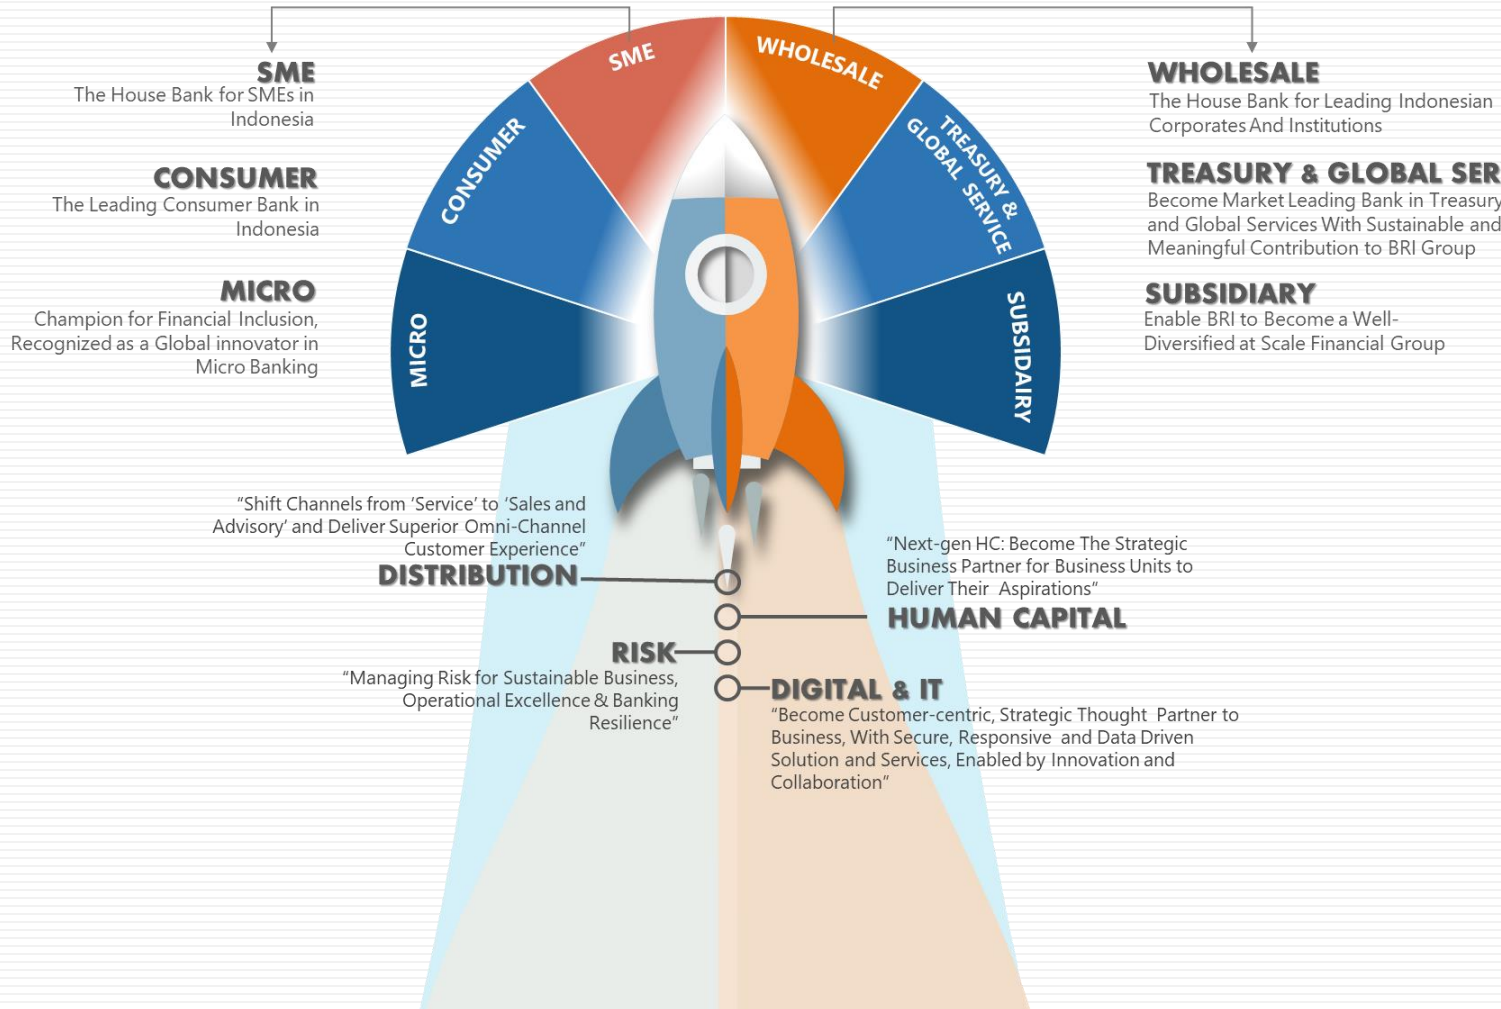 SME
The House Bank for SMEs in
Indonesia
CONSUMER
The Leading Consumer Bank in
Indonesia
MICRO
Champion for Financial Inclusion,
Recognized as a Global innovator in
Micro Banking
MICRO
CONSUMER
SME
WHOLESALE
TREASURY &
GLOBAL SERVICE
SUBSIDAIRY
WHOLESALE
The House Bank for Leading Indonesian
Corporates And Institutions
TREASURY & GLOBAL SER
Become Market Leading Bank in Treasury
and Global Services With Sustainable and
Meaningful Contribution to BRI Group
SUBSIDIARY
Enable BRI to Become a Well-
Diversified at Scale Financial Group
“Shift Channels from ‘Service’ to ‘Sales and
Advisory’ and Deliver Superior Omni-Channel
Customer Experience”
DISTRIBUTION
“Next-gen HC: Become The Strategic
Business Partner for Business Units to
Deliver Their Aspirations”
HUMAN CAPITAL
RISK
“Managing Risk for Sustainable Business,
Operational Excellence & Banking
Resilience”
DIGITAL & IT
“Become Customer-centric, Strategic Thought Partner to
Business, With Secure, Responsive and Data Driven
Solution and Services, Enabled by Innovation and
Collaboration”